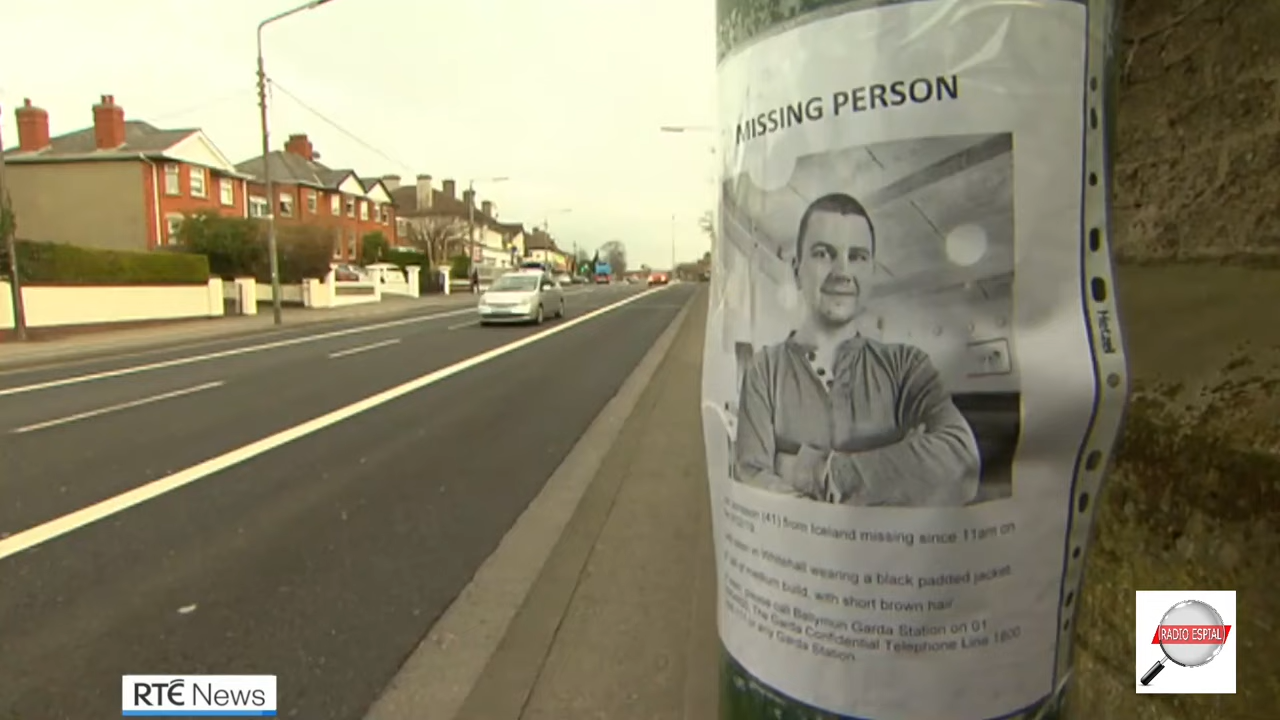 MISSING PERSON
(41) from Iceland missing since 11am on
in Whitehall wearing a black padded jacket.
medium build, with short brown hair
please call Ballymun Garda Station on 01
The Garda Confidential Telephone Line 1800
or any Garda Station.
Hetzel
RTÉ News
RADIO ESPTAL